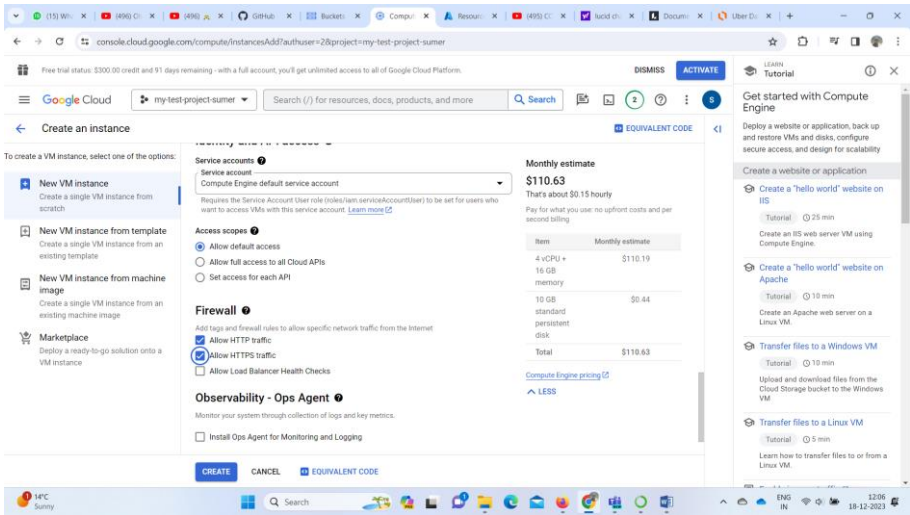 (15) Wh
(496) Ch
(496)
GitHub
Bucket
Comput
Resourc
(495) C
lucid ch
Docume
Uber Da
console.cloud.google.com/compute/instancesAdd?authuser=2&project=my-test-project-sumer
Free trial status: $300.00 credit and 91 days remaining - with a full account, you'll get unlimited access to all of Google Cloud Platform.
DISMISS
ACTIVATE
Google Cloud
my-test-project-sumer
Search (/) for resources, docs, products, and more
Search
2
S
Create an instance
EQUIVALENT CODE
To create a VM instance, select one of the options:
New VM instance
Create a single VM instance from
scratch
New VM instance from template
Create a single VM instance from an
existing template
New VM instance from machine
image
Create a single VM instance from an
existing machine image
Marketplace
Deploy a ready-to-go solution onto a
VM instance
Identity and API access
Service accounts
Service account
Compute Engine default service account
Requires the Service Account User role (roles/iam.serviceAccountUser) to be set for users who
want to access VMs with this service account. Learn more
Access scopes
Allow default access
Allow full access to all Cloud APIs
Set access for each API
Firewall
Add tags and firewall rules to allow specific network traffic from the Internet
Allow HTTP traffic
Allow HTTPS traffic
Allow Load Balancer Health Checks
Observability - Ops Agent
Monitor your system through collection of logs and key metrics.
Install Ops Agent for Monitoring and Logging
CREATE
CANCEL
EQUIVALENT CODE
Monthly estimate
$110.63
That's about $0.15 hourly
Pay for what you use: no upfront costs and per
second billing
Item Monthly estimate
4 vCPU + $110.19
16 GB
memory
10 GB $0.44
standard
persistent
disk
Total $110.63
Compute Engine pricing
LESS
LEARN
Tutorial
Get started with Compute
Engine
Deploy a website or application, back up
and restore VMs and disks, configure
secure access, and design for scalability
Create a website or application
Create a "hello world" website on
IIS
Tutorial 25 min
Create an IIS web server VM using
Compute Engine.
Create a "hello world" website on
Apache
Tutorial 10 min
Create an Apache web server on a
Linux VM.
Transfer files to a Windows VM
Tutorial 10 min
Upload and download files from the
Cloud Storage bucket to the Windows
VM
Transfer files to a Linux VM
Tutorial 5 min
Learn how to transfer files to or from a
Linux VM.
14°C
Sunny
Search
ENG
IN
12:06
18-12-2023